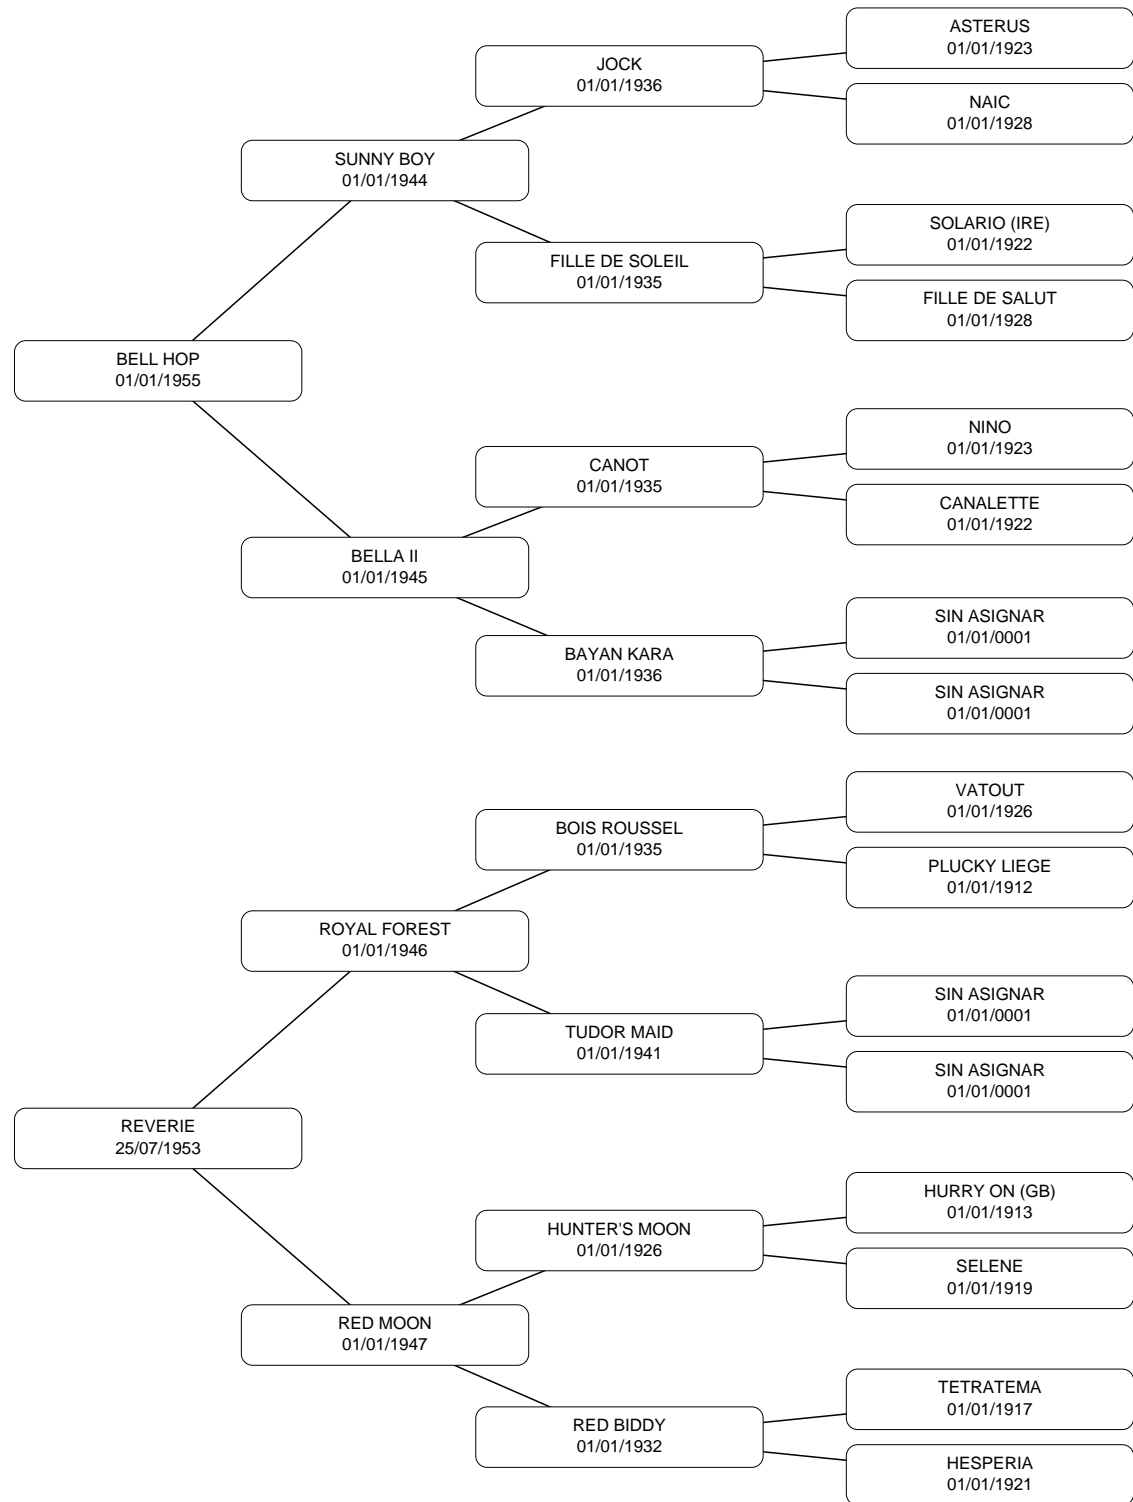 ASTERUS
01/01/1923
JOCK
01/01/1936
NAIC
01/01/1928
SUNNY BOY
01/01/1944
SOLARIO (IRE)
01/01/1922
FILLE DE SOLEIL
01/01/1935
FILLE DE SALUT
01/01/1928
BELL HOP
01/01/1955
NINO
01/01/1923
CANOT
01/01/1935
CANALETTE
01/01/1922
BELLA II
01/01/1945
SIN ASIGNAR
01/01/0001
BAYAN KARA
01/01/1936
SIN ASIGNAR
01/01/0001
VATOUT
01/01/1926
BOIS ROUSSEL
01/01/1935
PLUCKY LIEGE
01/01/1912
ROYAL FOREST
01/01/1946
SIN ASIGNAR
01/01/0001
TUDOR MAID
01/01/1941
SIN ASIGNAR
01/01/0001
REVERIE
25/07/1953
HURRY ON (GB)
01/01/1913
HUNTER'S MOON
01/01/1926
SELENE
01/01/1919
RED MOON
01/01/1947
TETRATEMA
01/01/1917
RED BIDDY
01/01/1932
HESPERIA
01/01/1921